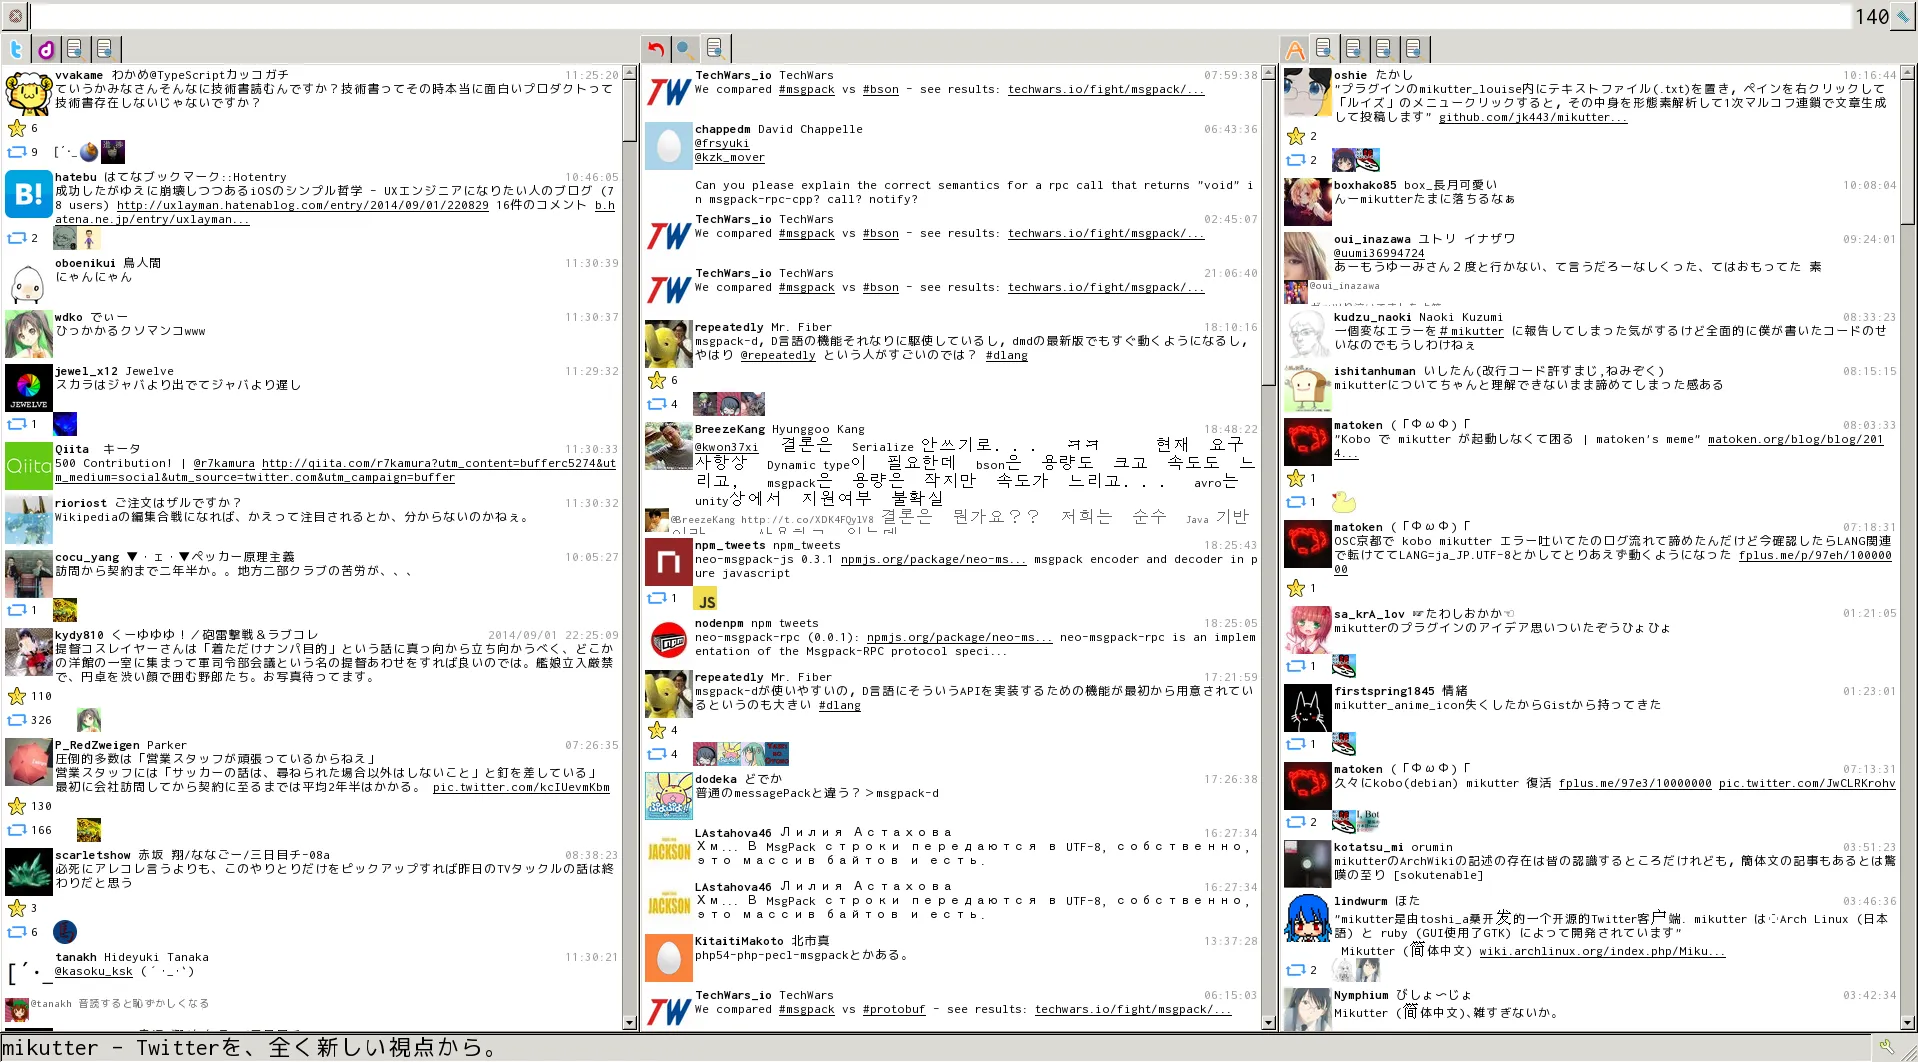 140
vvakame わかめ@TypeScriptカッコガチ 11:25:20
ていうかみなさんそんなに技術書読むんですか？技術書ってその時本当に面白いプロダクトって
技術書存在しないじゃないですか？
6
9
hatebu はてなブックマーク::Hotentry 10:46:05
成功したがゆえに崩壊しつつあるiOSのシンプル哲学 - UXエンジニアになりたい人のブログ (7
8 users) http://uxlayman.hatenablog.com/entry/2014/09/01/220829 16件のコメント b.h
atena.ne.jp/entry/uxlayman...
2
oboenikui 鳥人間 11:30:39
にゃんにゃん
wdko でぃー 11:30:37
ひっかかるクソマンコwww
jewel_x12 Jewelve 11:29:32
スカラはジャバより出でてジャバより遅し
JEWELVE
1
Qiita キータ 11:30:33
Qiita
500 Contribution! | @r7kamura http://qiita.com/r7kamura?utm_content=bufferc5274&ut
m_medium=social&utm_source=twitter.com&utm_campaign=buffer
rioriost ご注文はザルですか？ 11:30:32
Wikipediaの編集合戦になれば、かえって注目されるとか、分からないのかねぇ。
cocu_yang ▼・ェ・▼ペッカー原理主義 10:05:27
訪問から契約まで二年半か。。地方二部クラブの苦労が、、、
1
kydy810 くーゆゆゆ！／砲雷撃戦＆ラブコレ 2014/09/01 22:25:09
提督コスレイヤーさんは「着ただけナンパ目的」という話に真っ向から立ち向かうべく、どこか
の洋館の一室に集まって軍司令部会議という名の提督あわせをすれば良いのでは。艦娘立入厳禁
で、円卓を渋い顔で囲む野郎たち。お写真待ってます。
110
326
P_RedZweigen Parker 07:26:35
圧倒的多数は「営業スタッフが頑張っているからねえ」
営業スタッフには「サッカーの話は、尋ねられた場合以外はしないこと」と釘を差している」
最初に会社訪問してから契約に至るまでは平均2年半はかかる。 pic.twitter.com/kcIUevmKbm
130
166
scarletshow 赤坂 翔/ななごー/三日目チ-08a 08:38:23
必死にアレコレ言うよりも、このやりとりだけをピックアップすれば昨日のTVタックルの話は終
わりだと思う
3
6
tanakh Hideyuki Tanaka 11:30:21
@kasoku_ksk (´･_･`)
@tanakh 音読すると恥ずかしくなる
TechWars_io TechWars 07:59:38
We compared #msgpack vs #bson - see results: techwars.io/fight/msgpack/...
chappedm David Chappelle 06:43:36
@frsyuki
@kzk_mover
Can you please explain the correct semantics for a rpc call that returns "void" i
n msgpack-rpc-cpp? call? notify?
TechWars_io TechWars 02:45:07
We compared #msgpack vs #bson - see results: techwars.io/fight/msgpack/...
TechWars_io TechWars 21:06:40
We compared #msgpack vs #bson - see results: techwars.io/fight/msgpack/...
repeatedly Mr. Fiber 18:10:16
msgpack-d, D言語の機能それなりに駆使しているし, dmdの最新版でもすぐ動くようになるし,
やはり @repeatedly という人がすごいのでは？ #dlang
6
4
BreezeKang Hyunggoo Kang 18:48:22
@kwon37xi 결론은 Serialize 안쓰기로... ㅋㅋ 현재 요구
사항상 Dynamic type이 필요한데 bson은 용량도 크고 속도도 느
리고, msgpack은 용량은 작지만 속도가 느리고... avro는
unity상에서 지원여부 불확실
@BreezeKang http://t.co/XDK4FQylV8 결론은 뭔가요?? 저희는 순수 Java 기반
npm_tweets npm_tweets 18:25:43
neo-msgpack-js 0.3.1 npmjs.org/package/neo-ms... msgpack encoder and decoder in p
ure javascript
1 JS
nodenpm npm tweets 18:25:05
neo-msgpack-rpc (0.0.1): npmjs.org/package/neo-ms... neo-msgpack-rpc is an implem
entation of the Msgpack-RPC protocol speci...
repeatedly Mr. Fiber 17:21:59
msgpack-dが使いやすいの, D言語にそういうAPIを実装するための機能が最初から用意されてい
るというのも大きい #dlang
4
4
dodeka どでか 17:26:38
普通のmessagePackと違う？＞msgpack-d
LAstahova46 Лилия Астахова 16:27:34
Хм... В MsgPack строки передаются в UTF-8, собственно,
это массив байтов и есть.
JACKSON
LAstahova46 Лилия Астахова 16:27:34
Хм... В MsgPack строки передаются в UTF-8, собственно,
это массив байтов и есть.
JACKSON
KitaitiMakoto 北市真 13:37:28
php54-php-pecl-msgpackとかある。
TechWars_io TechWars 06:15:03
We compared #msgpack vs #protobuf - see results: techwars.io/fight/msgpack/...
oshie たかし 10:16:44
"プラグインのmikutter_louise内にテキストファイル(.txt)を置き, ペインを右クリックして
「ルイズ」のメニュークリックすると, その中身を形態素解析して1次マルコフ連鎖で文章生成
して投稿します" github.com/jk443/mikutter...
2
2
boxhako85 box_長月可愛い 10:08:04
んーmikutterたまに落ちるなぁ
oui_inazawa ユトリ イナザワ 09:24:01
@uumi36994724
あーもうゆーみさん２度と行かない、て言うだろーなしくった、てはおもってた 素
@oui_inazawa
kudzu_naoki Naoki Kuzumi 08:33:23
一個変なエラーを#mikutter に報告してしまった気がするけど全面的に僕が書いたコードのせ
いなのでもうしわけねぇ
ishitanhuman いしたん(改行コード許すまじ,ねみぞく) 08:15:15
mikutterについてちゃんと理解できないまま諦めてしまった感ある
matoken (「ΦωΦ)「 08:03:33
"Kobo で mikutter が起動しなくて困る | matoken's meme" matoken.org/blog/blog/201
4...
1
1
matoken (「ΦωΦ)「 07:18:31
OSC京都で kobo mikutter エラー吐いてたのログ流れて諦めたんだけど今確認したらLANG関連
で転けててLANG=ja_JP.UTF-8とかしてとりあえず動くようになった fplus.me/p/97eh/100000
00
1
sa_krA_lov ☞たわしおかか☜ 01:21:05
mikutterのプラグインのアイデア思いついたぞうひょひょ
1
firstspring1845 情緒 01:23:01
mikutter_anime_icon失くしたからGistから持ってきた
1
matoken (「ΦωΦ)「 07:13:31
久々にkobo(debian) mikutter 復活 fplus.me/97e3/10000000 pic.twitter.com/JwCLRKrohv
2
kotatsu_mi orumin 03:51:23
mikutterのArchWikiの記述の存在は皆の認識するところだけれども, 簡体文の記事もあるとは驚
嘆の至り [sokutenable]
lindwurm ほた 03:46:36
"mikutter是由toshi_a桑开发的一个开源的Twitter客户端. mikutter は Arch Linux (日本
語) と ruby (GUI使用了GTK) によって開発されています"
Mikutter (简体中文) wiki.archlinux.org/index.php/Miku...
2
Nymphium びしょ〜じょ 03:42:34
Mikutter (简体中文)、雑すぎないか。
mikutter - Twitterを、全く新しい視点から。